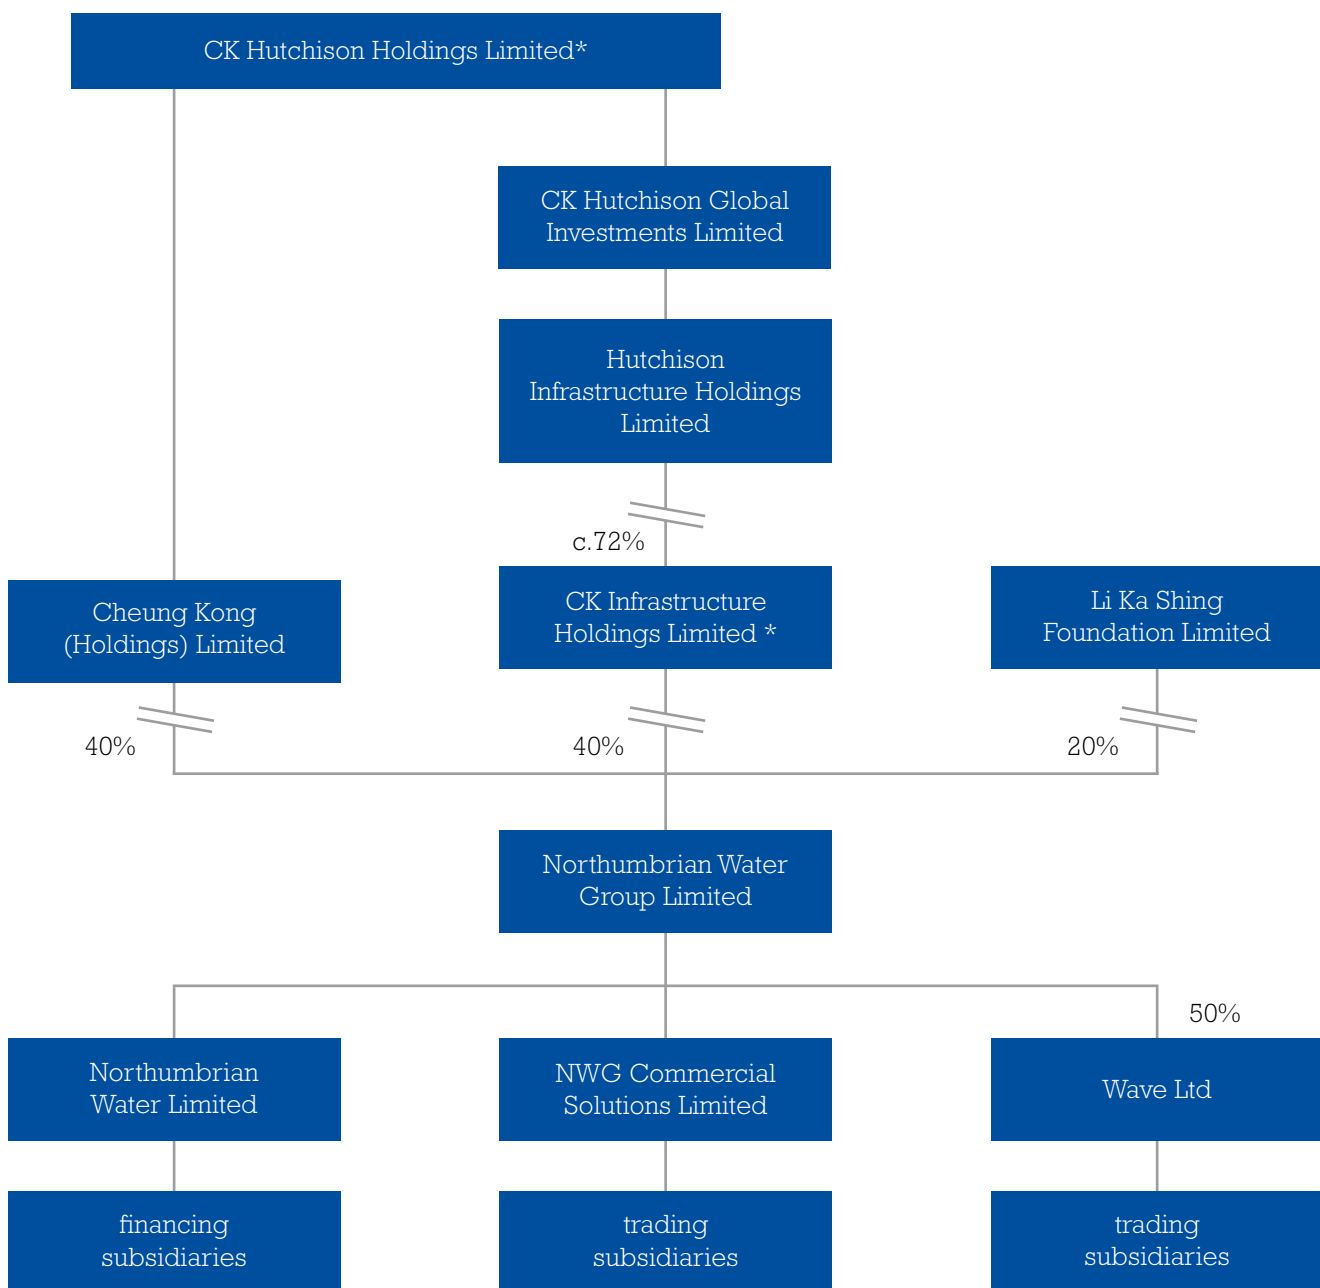 CK Hutchison Holdings Limited*
CK Hutchison Global
Investments Limited
Hutchison
Infrastructure Holdings
Limited
c.72%
Cheung Kong
(Holdings) Limited
CK Infrastructure
Holdings Limited *
Li Ka Shing
Foundation Limited
40%
40%
20%
Northumbrian Water
Group Limited
50%
Northumbrian
Water Limited
NWG Commercial
Solutions Limited
Wave Ltd
financing
subsidiaries
trading
subsidiaries
trading
subsidiaries